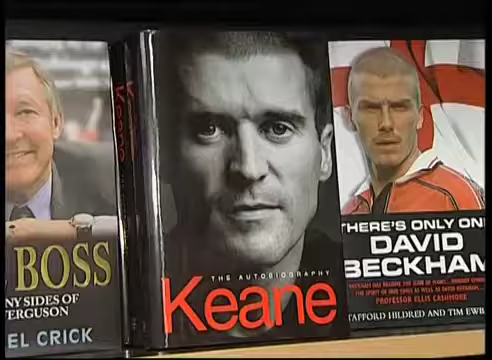 BOSS
NY SIDES OF
ERGUSON
EL CRICK
Keane
THE AUTOBIOGRAPHY
Keane
THERE'S ONLY ON
DAVID
BECKHAM
PROFESSOR ELLIS CASHMORE
TAFFORD HILDRED AND TIM EWB